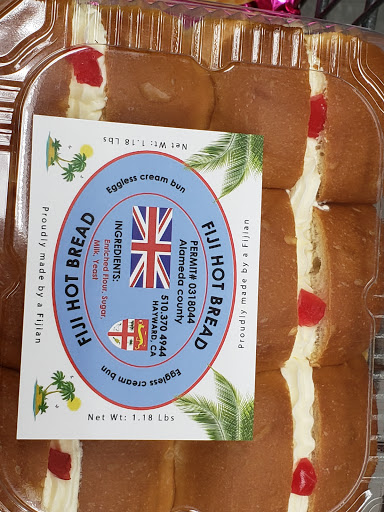 Net Wt: 1.18 Lbs
Proudly made by a Fijian
FIJI HOT BREAD
Eggless cream bun
PERMIT# 0318044
Alameda county
510.370 4944
HAYWARD, CA
INGREDIENTS:
Enriched Flour, Sugar,
Milk, Yeast
Eggless cream bun
FIJI HOT BREAD
Proudly made by a Fijian
Net Wt: 1.18 Lbs